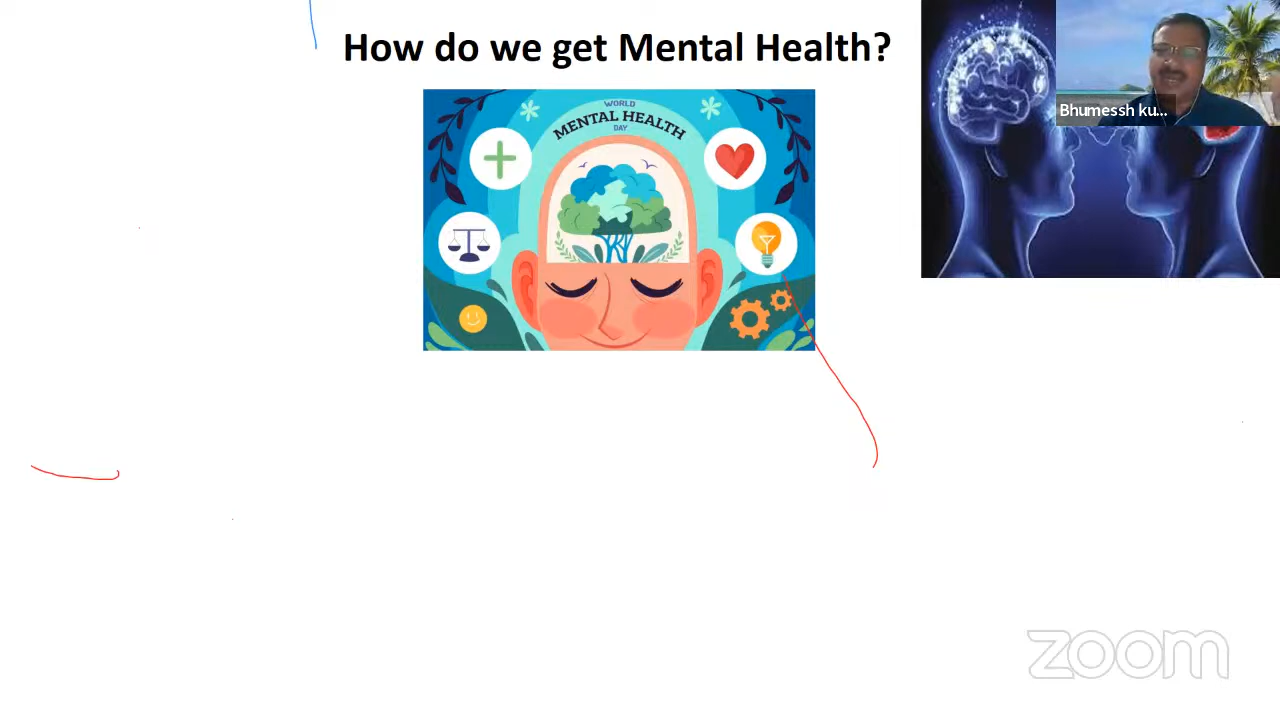 How do we get Mental Health?
WORLD
MENTAL HEALTH
DAY
Bhumessh ku...
zoom